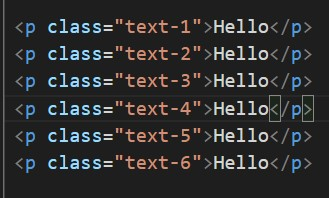 <p class="text-1">Hello</p>
<p class="text-2">Hello</p>
<p class="text-3">Hello</p>
<p class="text-4">Hello</p>
<p class="text-5">Hello</p>
<p class="text-6">Hello</p>